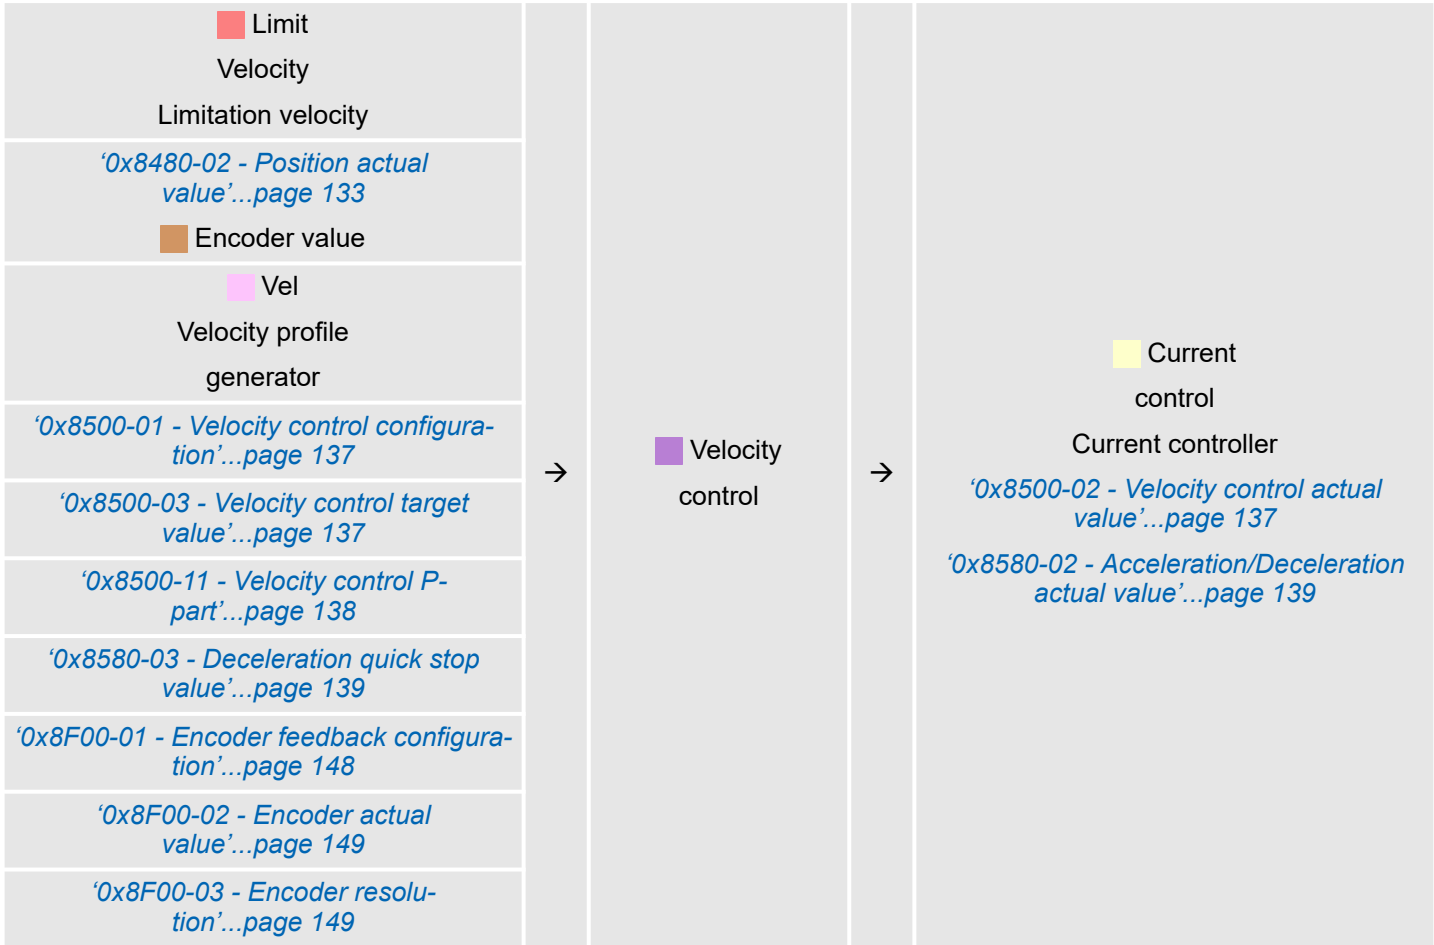 Limit
Velocity
Limitation velocity
‘0x8480-02 - Position actual
value’...page 133
Encoder value
Vel
Velocity profile
generator
‘0x8500-01 - Velocity control configura-
tion’...page 137
‘0x8500-03 - Velocity control target
value’...page 137
‘0x8500-11 - Velocity control P-
part’...page 138
‘0x8580-03 - Deceleration quick stop
value’...page 139
‘0x8F00-01 - Encoder feedback configura-
tion’...page 148
‘0x8F00-02 - Encoder actual
value’...page 149
‘0x8F00-03 - Encoder resolu-
tion’...page 149
→
Velocity
control
→
Current
control
Current controller
‘0x8500-02 - Velocity control actual
value’...page 137
‘0x8580-02 - Acceleration/Deceleration
actual value’...page 139